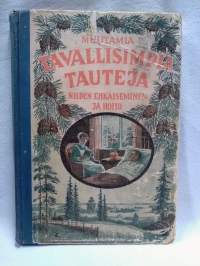 MUUTAMIA
TAVALLISIMPIA
TAUTEJA
NIIDEN EHKÄISEMINEN
JA HOITO